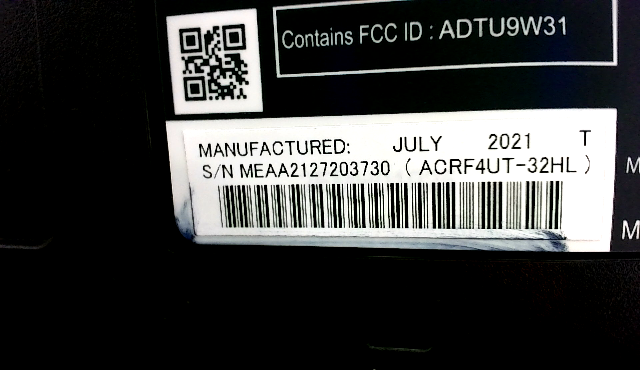 Contains FCC ID : ADTU9W31
MANUFACTURED: JULY 2021 T
S/N MEAA2127203730 ( ACRF4UT-32HL )